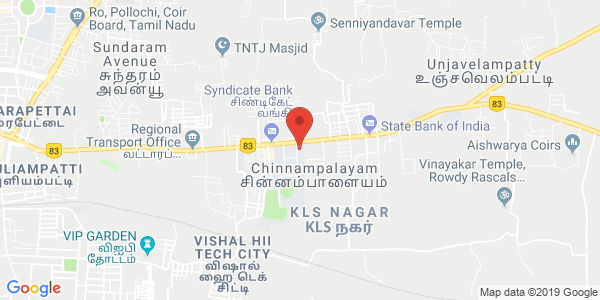 Ro, Pollochi, Coir
Board, Tamil Nadu
Senniyandavar Temple
Sundaram
Avenue
சுந்தரம்
அவன்யூ
TNTJ Masjid
Unjavelampatty
உஞ்சவெலம்பட்டி
Syndicate Bank
சிண்டிகேட்
வங்கி
83
ARAPETTAI
ரைபேட்டை
Regional
Transport Office
வட்டாரப்...
83
State Bank of India
Aishwarya Coirs
83
ULIAMPATTI
ளியம்பட்டி
Chinnampalayam
சின்னம்பாளையம்
Vinayakar Temple,
Rowdy Rascals...
KLS NAGAR
KLS நகர்
VIP GARDEN
விஐபி
தோட்டம்
VISHAL HII
TECH CITY
விஷால்
ஹை டெக்
சிட்டி
Google
Map data ©2019 Google